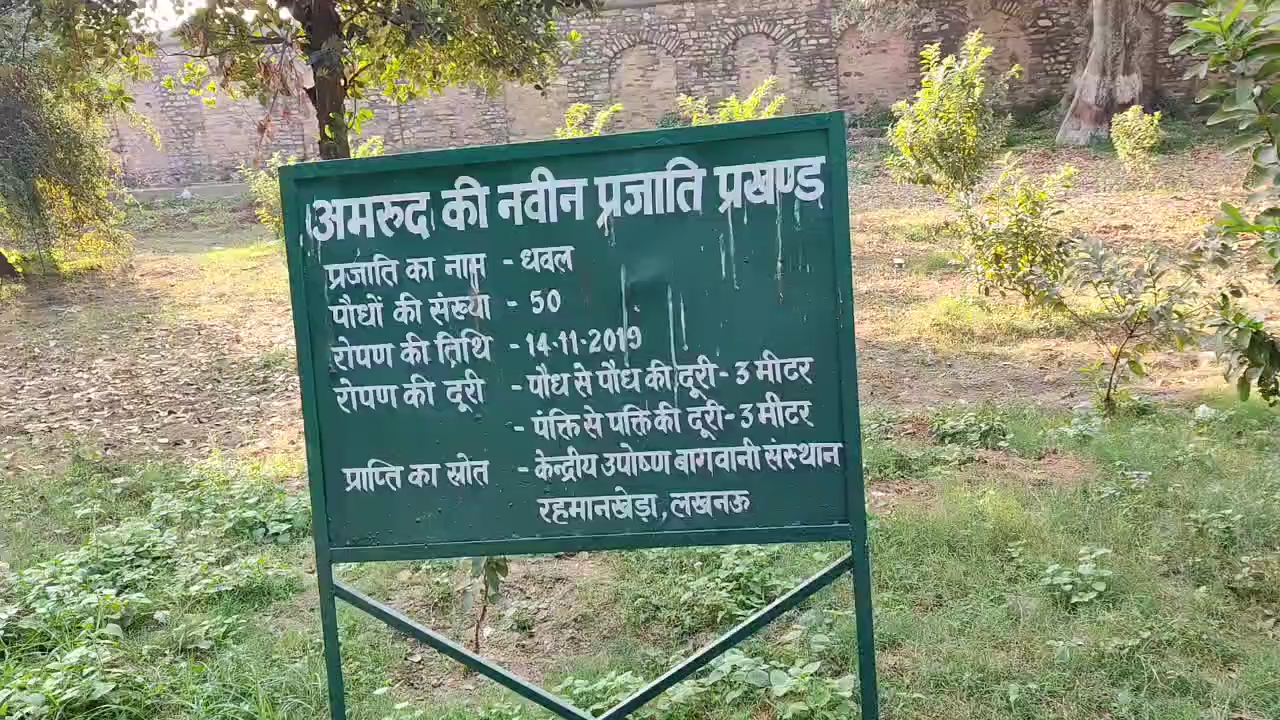 अमरुद की नवीन प्रजाति प्रखण्ड
प्रजाति का नाम - धवल
पौधों की संख्या - 50
रोपण की तिथि - 14-11-2019
रोपण की दूरी - पौध से पौध की दूरी - 3 मीटर
- पंक्ति से पक्ति की दूरी - 3 मीटर
प्राप्ति का स्रोत - केन्द्रीय उपोष्ण बागवानी संस्थान
रहमानखेड़ा, लखनऊ